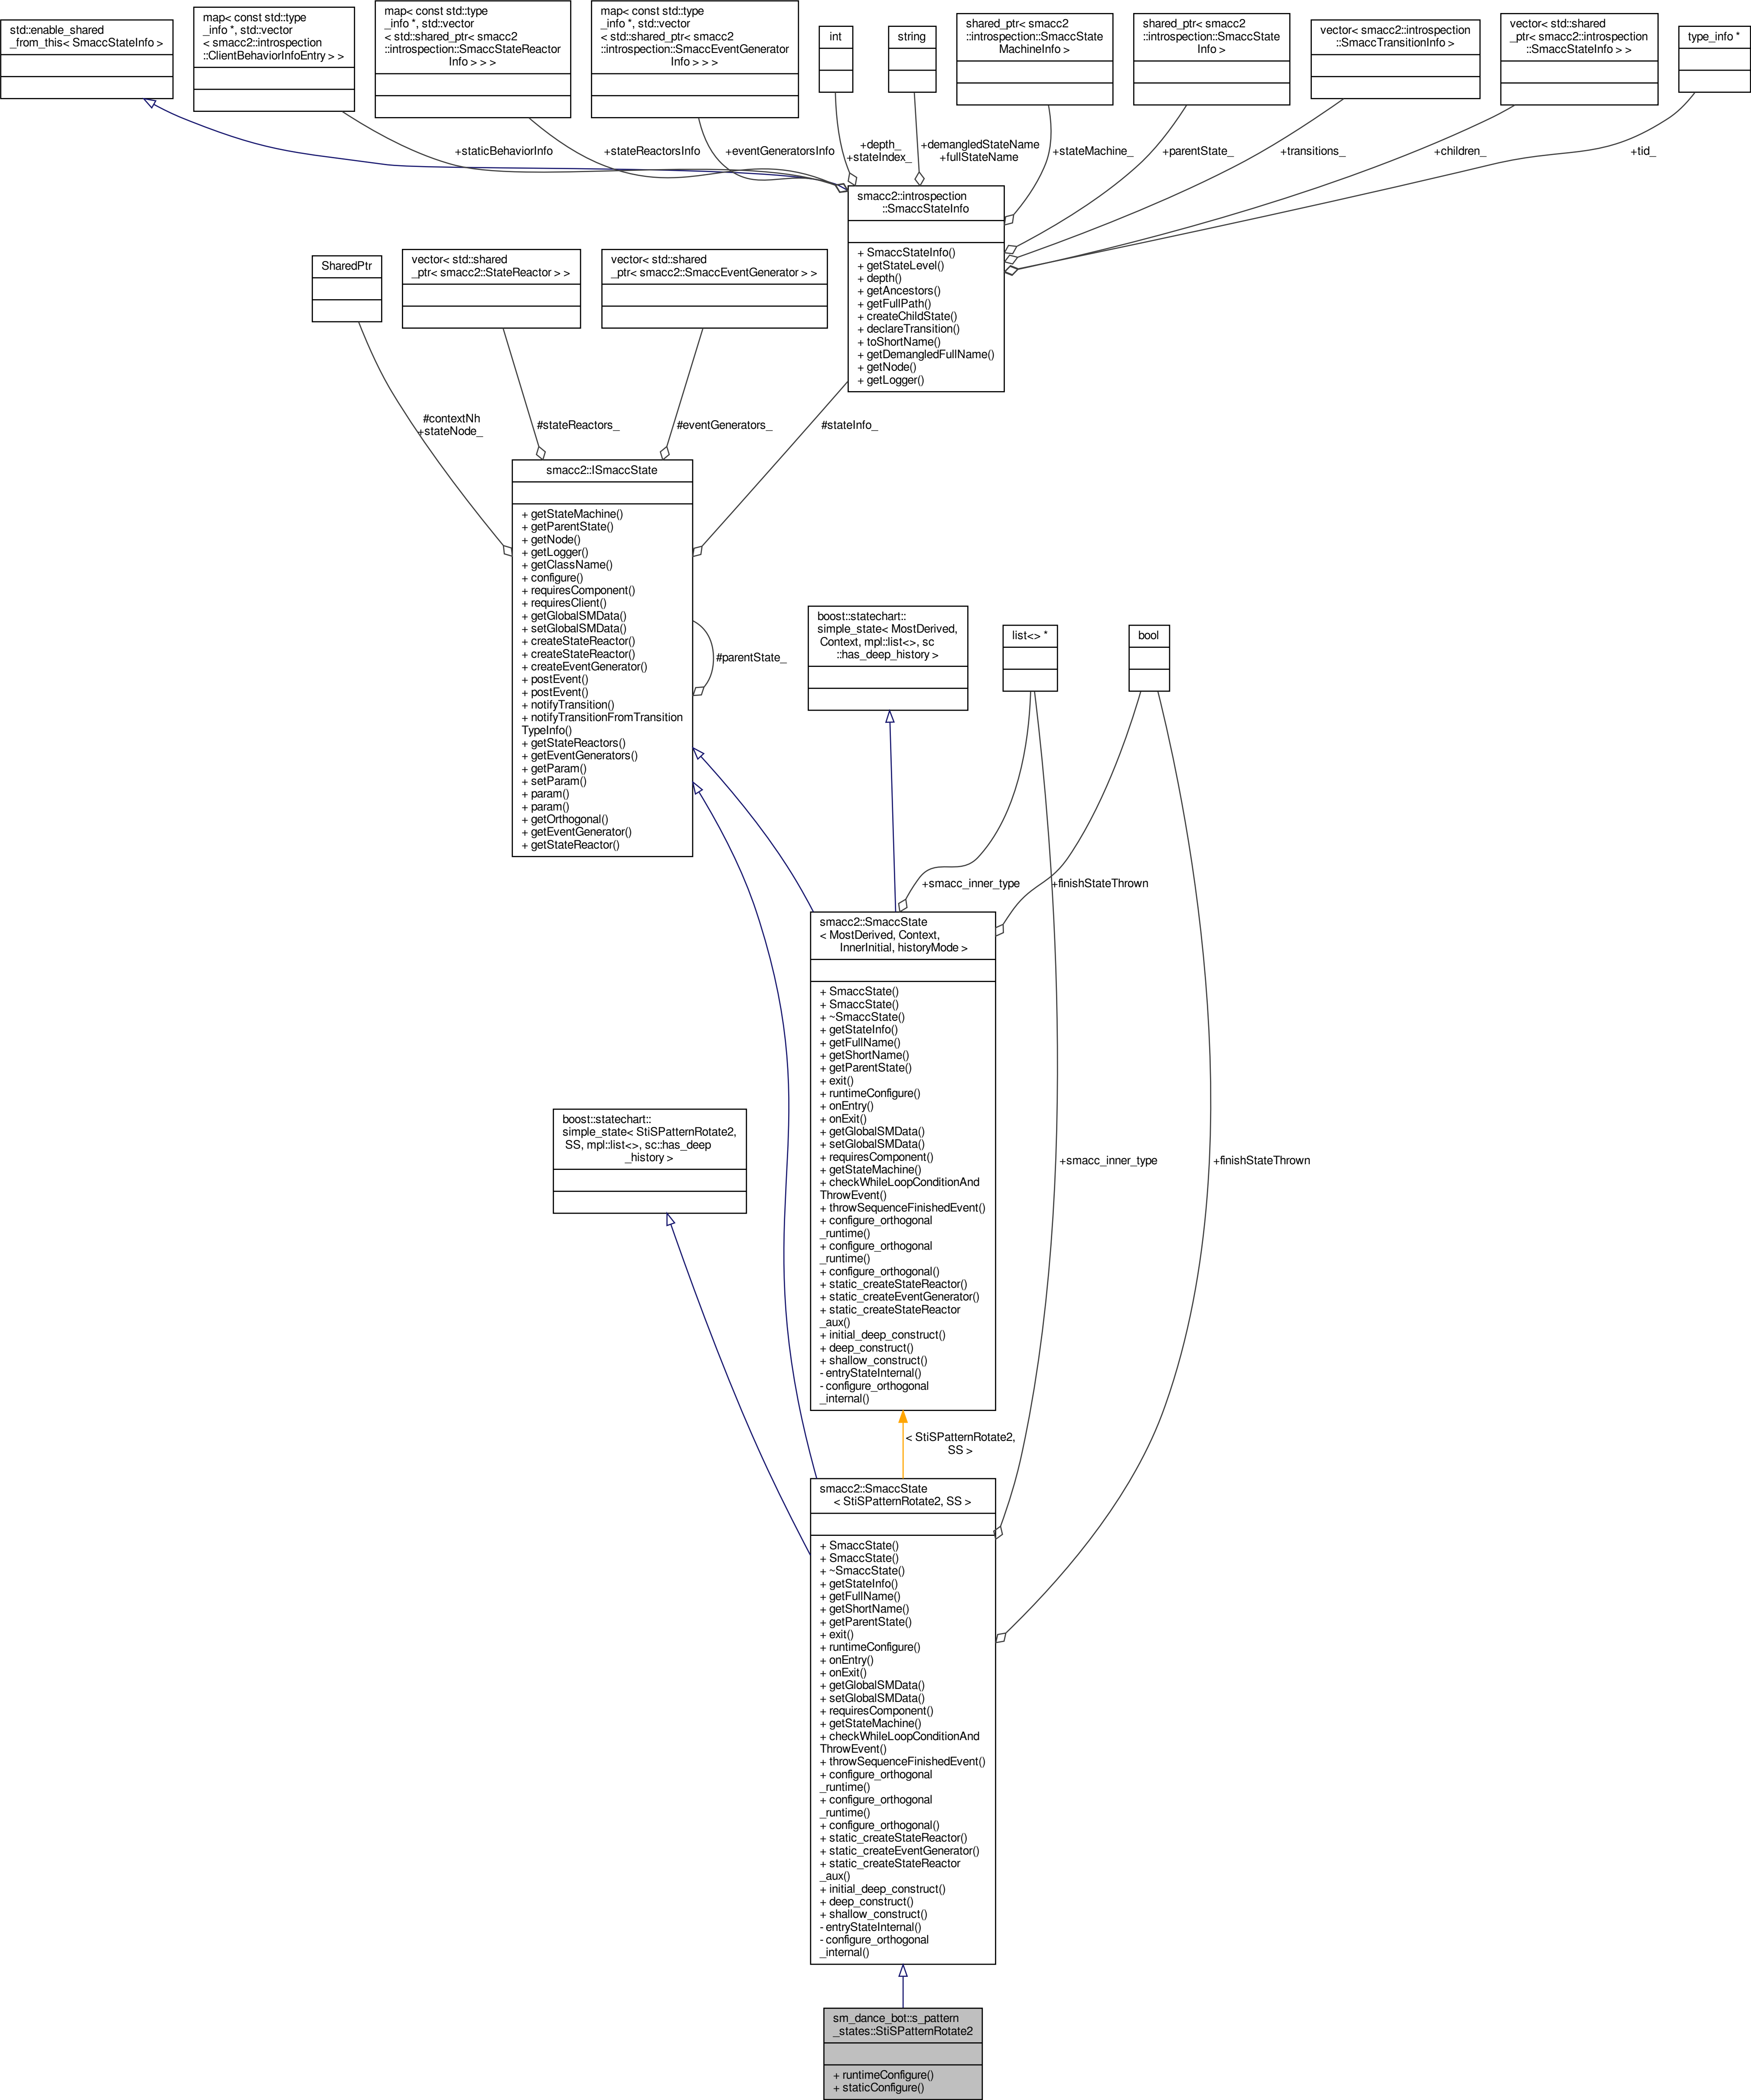 std::enable_shared
_from_this< SmaccStateInfo >
map< const std::type
_info *, std::vector
< smacc2::introspection
::ClientBehaviorInfoEntry > >
map< const std::type
_info *, std::vector
< std::shared_ptr< smacc2
::introspection::SmaccStateReactor
Info > > >
map< const std::type
_info *, std::vector
< std::shared_ptr< smacc2
::introspection::SmaccEventGenerator
Info > > >
int
string
shared_ptr< smacc2
::introspection::SmaccState
MachineInfo >
shared_ptr< smacc2
::introspection::SmaccState
Info >
vector< smacc2::introspection
::SmaccTransitionInfo >
vector< std::shared
_ptr< smacc2::introspection
::SmaccStateInfo > >
type_info *
+staticBehaviorInfo
+stateReactorsInfo
+eventGeneratorsInfo
+depth_
+stateIndex_
+demangledStateName
+fullStateName
+stateMachine_
+parentState_
+transitions_
+children_
+tid_
smacc2::introspection
::SmaccStateInfo
+ SmaccStateInfo()
+ getStateLevel()
+ depth()
+ getAncestors()
+ getFullPath()
+ createChildState()
+ declareTransition()
+ toShortName()
+ getDemangledFullName()
+ getNode()
+ getLogger()
SharedPtr
vector< std::shared
_ptr< smacc2::StateReactor > >
vector< std::shared
_ptr< smacc2::SmaccEventGenerator > >
#contextNh
+stateNode_
#stateReactors_
#eventGenerators_
#stateInfo_
smacc2::ISmaccState
+ getStateMachine()
+ getParentState()
+ getNode()
+ getLogger()
+ getClassName()
+ configure()
+ requiresComponent()
+ requiresClient()
+ getGlobalSMData()
+ setGlobalSMData()
+ createStateReactor()
+ createStateReactor()
+ createEventGenerator()
+ postEvent()
+ postEvent()
+ notifyTransition()
+ notifyTransitionFromTransition
TypeInfo()
+ getStateReactors()
+ getEventGenerators()
+ getParam()
+ setParam()
+ param()
+ param()
+ getOrthogonal()
+ getEventGenerator()
+ getStateReactor()
#parentState_
boost::statechart::
simple_state< MostDerived,
Context, mpl::list<>, sc
::has_deep_history >
list<> *
bool
+smacc_inner_type
+finishStateThrown
smacc2::SmaccState
< MostDerived, Context,
InnerInitial, historyMode >
+ SmaccState()
+ SmaccState()
+ ~SmaccState()
+ getStateInfo()
+ getFullName()
+ getShortName()
+ getParentState()
+ exit()
+ runtimeConfigure()
+ onEntry()
+ onExit()
+ getGlobalSMData()
+ setGlobalSMData()
+ requiresComponent()
+ getStateMachine()
+ checkWhileLoopConditionAnd
ThrowEvent()
+ throwSequenceFinishedEvent()
+ configure_orthogonal
_runtime()
+ configure_orthogonal
_runtime()
+ configure_orthogonal()
+ static_createStateReactor()
+ static_createEventGenerator()
+ static_createStateReactor
_aux()
+ initial_deep_construct()
+ deep_construct()
+ shallow_construct()
- entryStateInternal()
- configure_orthogonal
_internal()
boost::statechart::
simple_state< StiSPatternRotate2,
SS, mpl::list<>, sc::has_deep
_history >
+smacc_inner_type
+finishStateThrown
< StiSPatternRotate2,
SS >
smacc2::SmaccState
< StiSPatternRotate2, SS >
+ SmaccState()
+ SmaccState()
+ ~SmaccState()
+ getStateInfo()
+ getFullName()
+ getShortName()
+ getParentState()
+ exit()
+ runtimeConfigure()
+ onEntry()
+ onExit()
+ getGlobalSMData()
+ setGlobalSMData()
+ requiresComponent()
+ getStateMachine()
+ checkWhileLoopConditionAnd
ThrowEvent()
+ throwSequenceFinishedEvent()
+ configure_orthogonal
_runtime()
+ configure_orthogonal
_runtime()
+ configure_orthogonal()
+ static_createStateReactor()
+ static_createEventGenerator()
+ static_createStateReactor
_aux()
+ initial_deep_construct()
+ deep_construct()
+ shallow_construct()
- entryStateInternal()
- configure_orthogonal
_internal()
sm_dance_bot::s_pattern
_states::StiSPatternRotate2
+ runtimeConfigure()
+ staticConfigure()